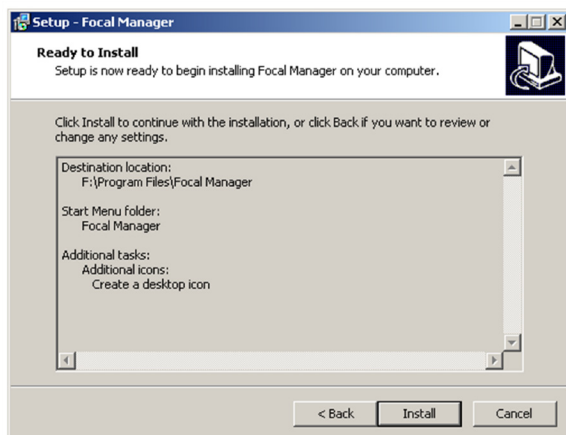 Setup - Focal Manager
Ready to Install
Setup is now ready to begin installing Focal Manager on your computer.
Click Install to continue with the installation, or click Back if you want to review or
change any settings.
Destination location:
F:\Program Files\Focal Manager
Start Menu folder:
Focal Manager
Additional tasks:
Additional icons:
Create a desktop icon
< Back
Install
Cancel